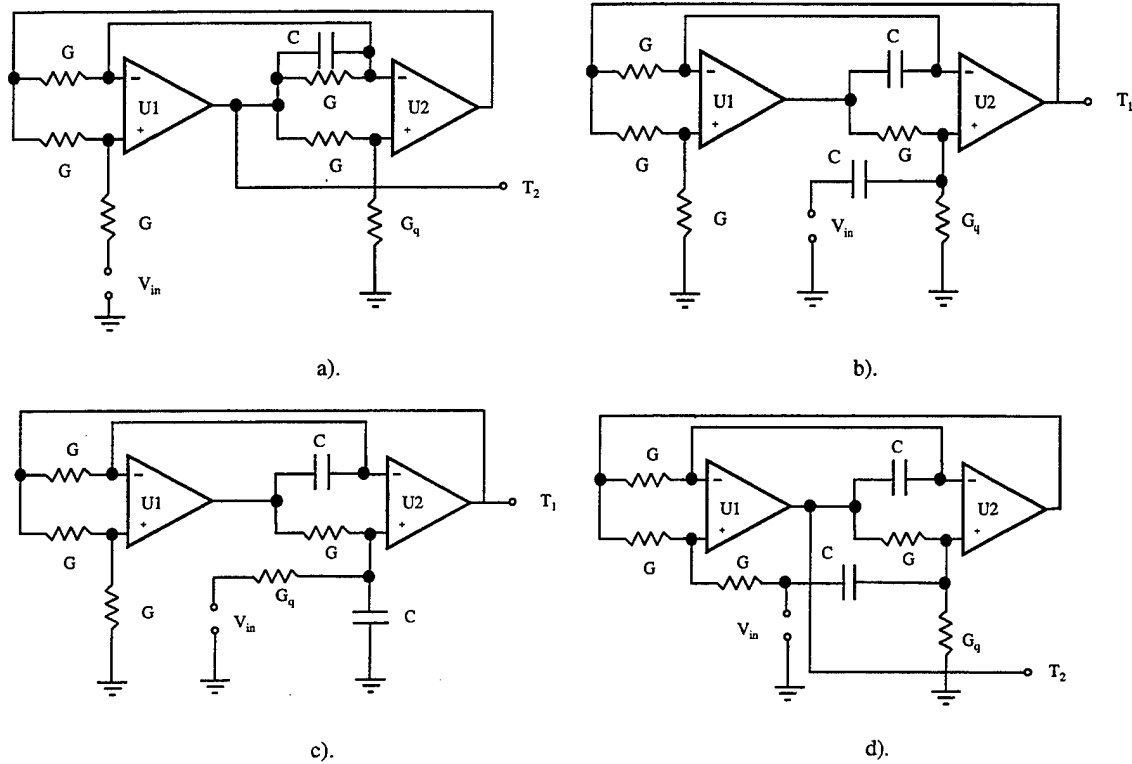 G
C
−
U1
+
G
G
−
U2
+
G
G
T₂
G
Gq
Vin
a).
G
C
−
U1
+
−
U2
+
T₁
G
C
G
G
Vin
Gq
b).
G
C
−
U1
+
−
U2
+
T₁
G
G
G
Gq
Vin
C
c).
G
C
−
U1
+
−
U2
+
G
G
C
G
Vin
Gq
T₂
d).